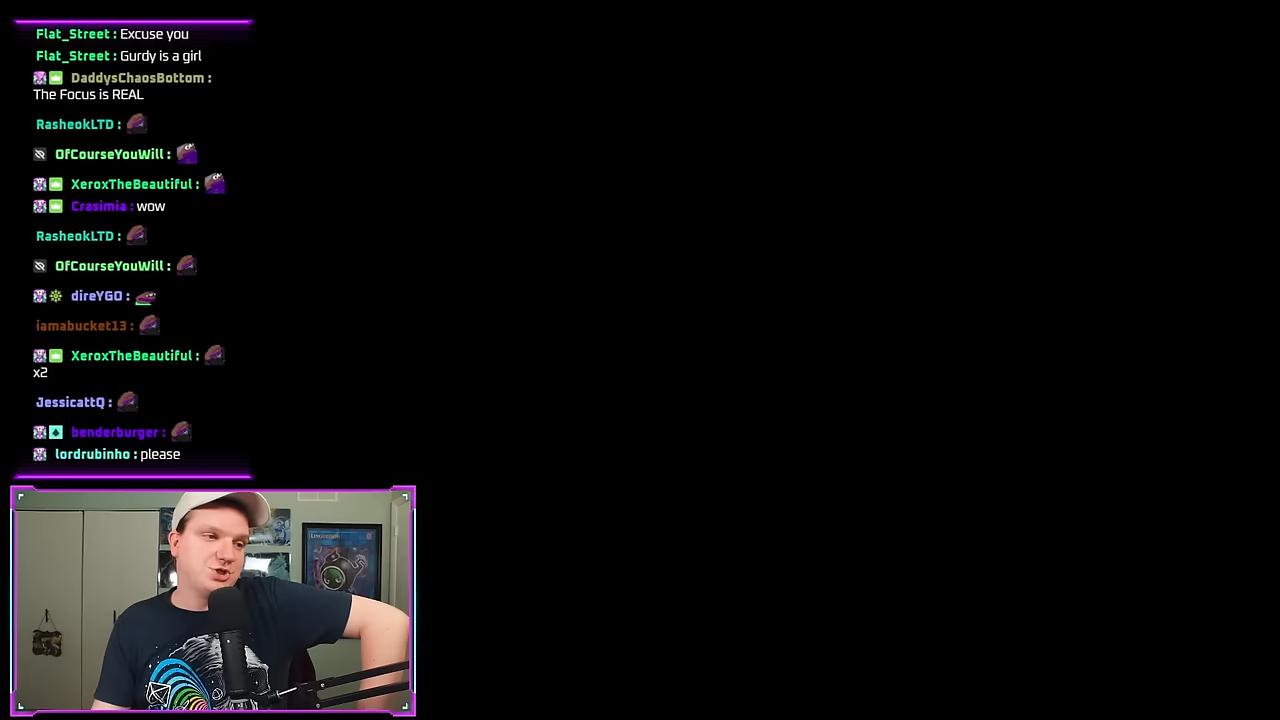 Flat_Street : Excuse you
Flat_Street : Gurdy is a girl
DaddysChaosBottom :
The Focus is REAL
RasheokLTD :
OfCourseYouWill :
XeroxTheBeautiful :
Crasimia : wow
RasheokLTD :
OfCourseYouWill :
direYGO :
iamabucket13 :
XeroxTheBeautiful :
x2
JessicattQ :
benderburger :
lordrubinho : please